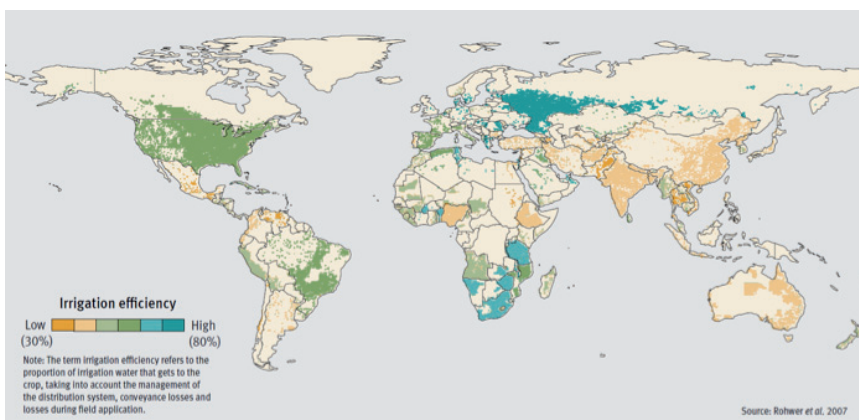 Irrigation efficiency
Low High
(30%) (80%)
Note: The term irrigation efficiency refers to
the proportion of irrigation water that gets to the
crop, taking into account the management of
the distribution system, conveyance losses and
losses during field application.
Source: Rohwer et al. 2007